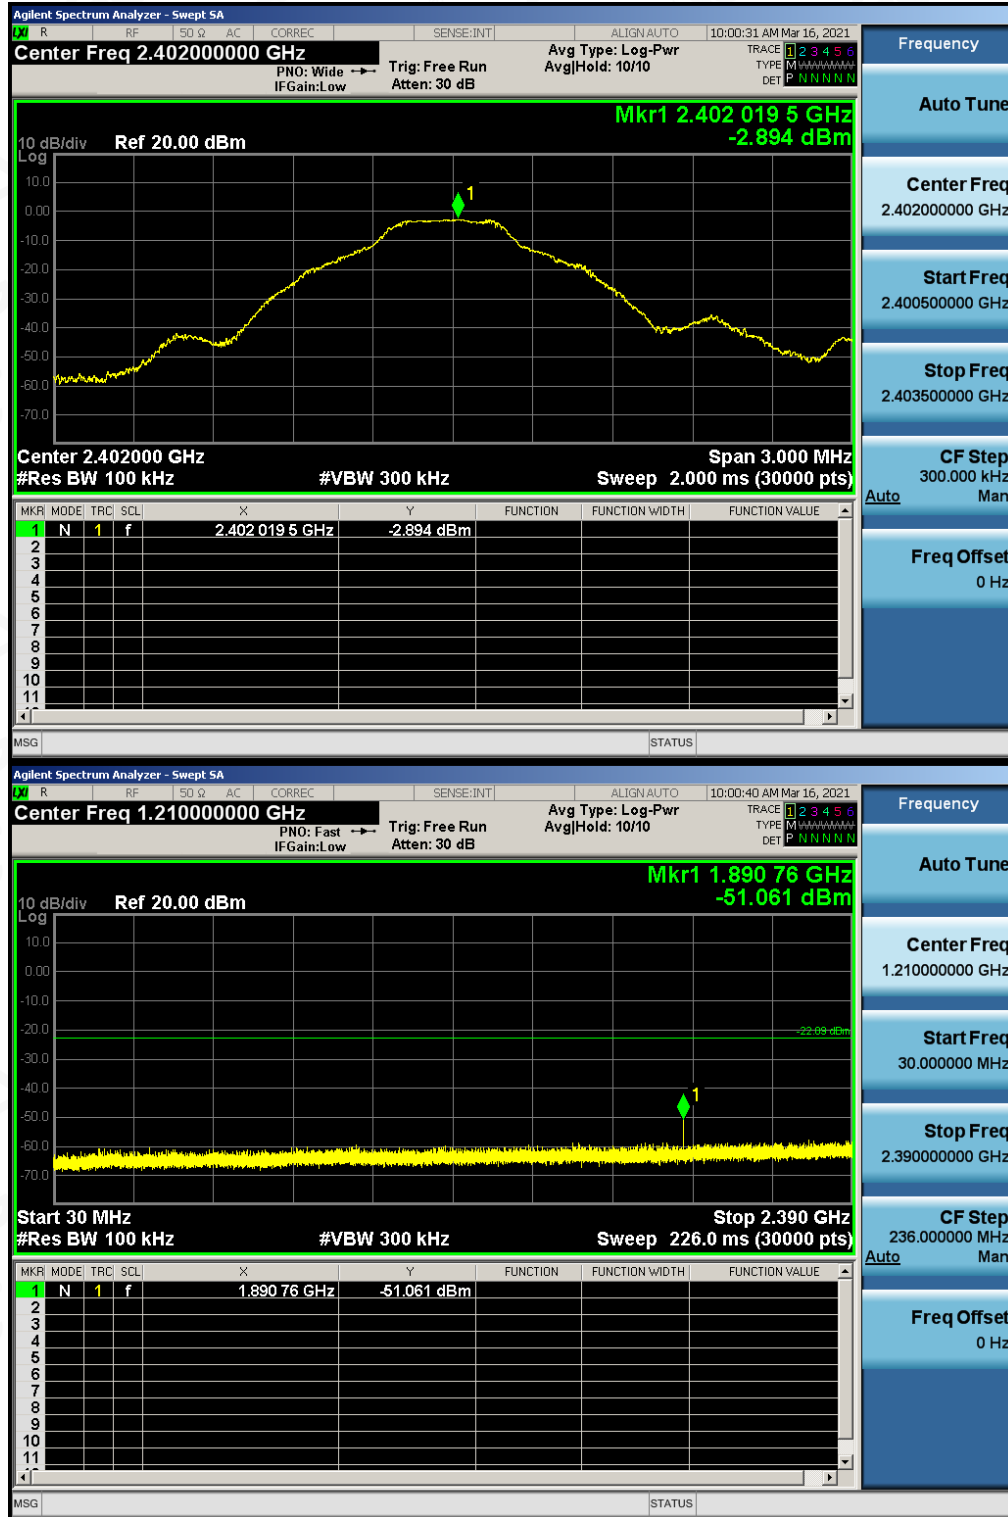 Agilent Spectrum Analyzer - Swept SA
LXI R RF 50 Ω AC CORREC SENSE:INT ALIGN AUTO 10:00:31 AM Mar 16, 2021
Center Freq 2.402000000 GHz
Avg Type: Log-Pwr
TRACE 1 2 3 4 5 6
PNO: Wide
Trig: Free Run
Avg|Hold: 10/10
TYPE M WWWWW
IFGain:Low
Atten: 30 dB
DET P N N N N N
Mkr1 2.402 019 5 GHz
-2.894 dBm
10 dB/div Ref 20.00 dBm
Log
10.0
0.00
-10.0
-20.0
-30.0
-40.0
-50.0
-60.0
-70.0
1
Center 2.402000 GHz Span 3.000 MHz
#Res BW 100 kHz #VBW 300 kHz Sweep 2.000 ms (30000 pts)
MKR MODE TRC SCL X Y FUNCTION FUNCTION WIDTH FUNCTION VALUE
1 N 1 f 2.402 019 5 GHz -2.894 dBm
2
3
4
5
6
7
8
9
10
11
MSG STATUS
Frequency
Auto Tune
Center Freq
2.402000000 GHz
Start Freq
2.400500000 GHz
Stop Freq
2.403500000 GHz
CF Step
300.000 kHz
Auto Man
Freq Offset
0 Hz
Agilent Spectrum Analyzer - Swept SA
LXI R RF 50 Ω AC CORREC SENSE:INT ALIGN AUTO 10:00:40 AM Mar 16, 2021
Center Freq 1.210000000 GHz
Avg Type: Log-Pwr
TRACE 1 2 3 4 5 6
PNO: Fast
Trig: Free Run
Avg|Hold: 10/10
TYPE M WWWWW
IFGain:Low
Atten: 30 dB
DET P N N N N N
Mkr1 1.890 76 GHz
-51.061 dBm
10 dB/div Ref 20.00 dBm
Log
10.0
0.00
-10.0
-20.0
-30.0
-40.0
-50.0
-60.0
-70.0
-22.09 dBm
1
Start 30 MHz Stop 2.390 GHz
#Res BW 100 kHz #VBW 300 kHz Sweep 226.0 ms (30000 pts)
MKR MODE TRC SCL X Y FUNCTION FUNCTION WIDTH FUNCTION VALUE
1 N 1 f 1.890 76 GHz -51.061 dBm
2
3
4
5
6
7
8
9
10
11
MSG STATUS
Frequency
Auto Tune
Center Freq
1.210000000 GHz
Start Freq
30.000000 MHz
Stop Freq
2.390000000 GHz
CF Step
236.000000 MHz
Auto Man
Freq Offset
0 Hz